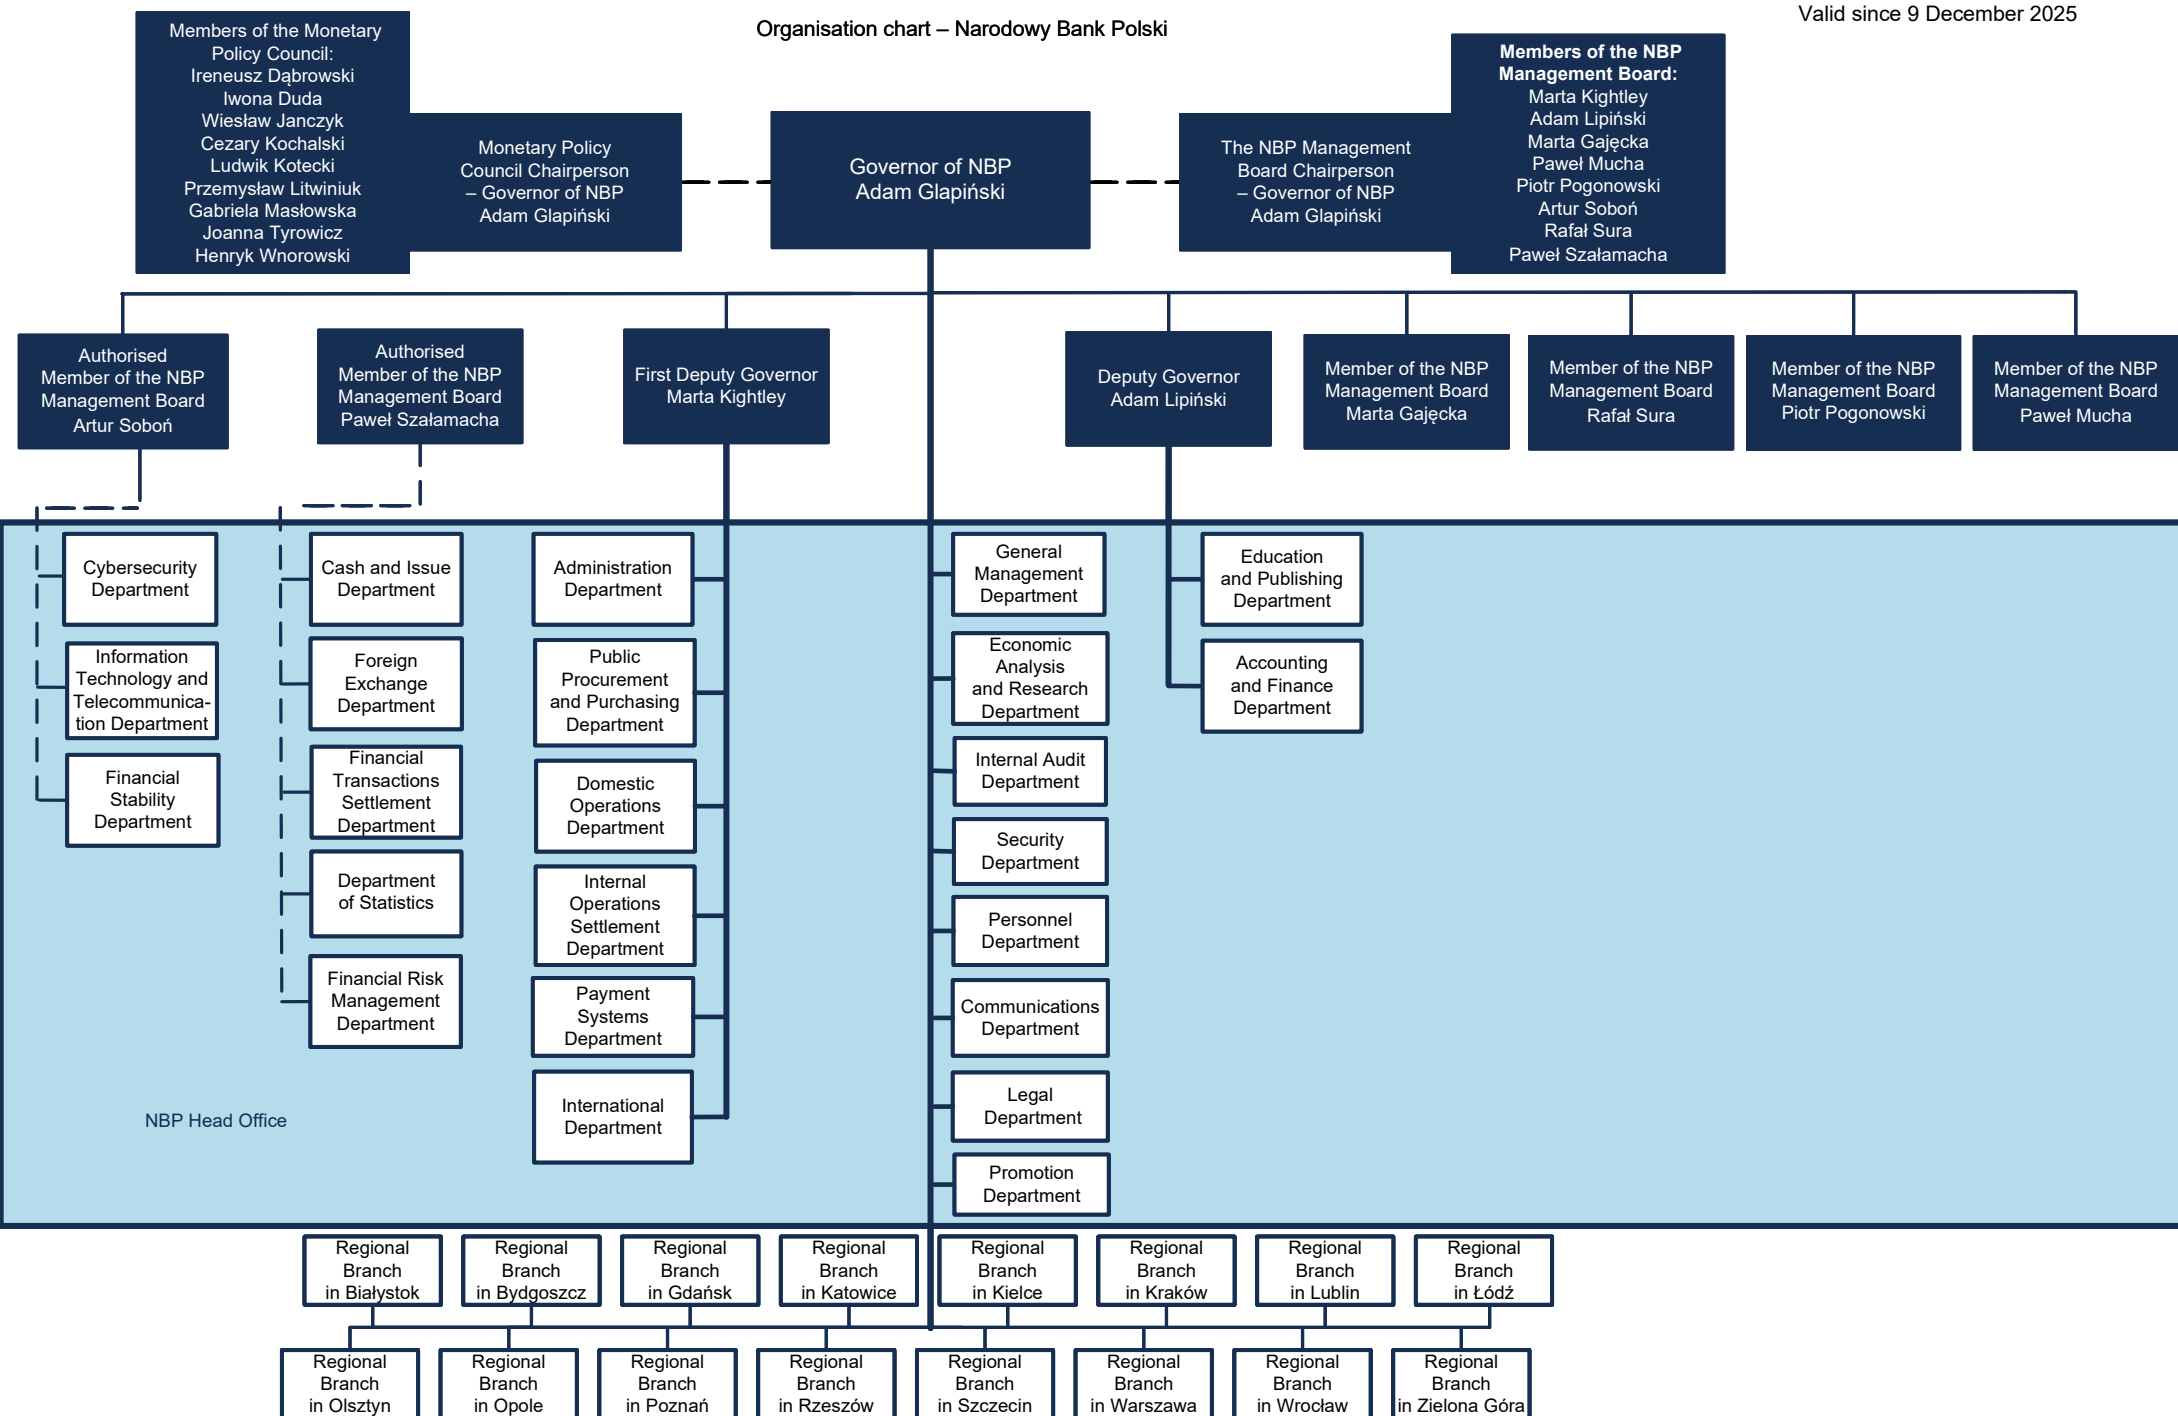 Organisation chart – Narodowy Bank Polski
Valid since 9 December 2025
Members of the Monetary
Policy Council:
Ireneusz Dąbrowski
Iwona Duda
Wiesław Janczyk
Cezary Kochalski
Ludwik Kotecki
Przemysław Litwiniuk
Gabriela Masłowska
Joanna Tyrowicz
Henryk Wnorowski
Monetary Policy
Council Chairperson
– Governor of NBP
Adam Glapiński
Governor of NBP
Adam Glapiński
The NBP Management
Board Chairperson
– Governor of NBP
Adam Glapiński
Members of the NBP
Management Board:
Marta Kightley
Adam Lipiński
Marta Gajęcka
Paweł Mucha
Piotr Pogonowski
Artur Soboń
Rafał Sura
Paweł Szałamacha
Authorised
Member of the NBP
Management Board
Artur Soboń
Authorised
Member of the NBP
Management Board
Paweł Szałamacha
First Deputy Governor
Marta Kightley
Deputy Governor
Adam Lipiński
Member of the NBP
Management Board
Marta Gajęcka
Member of the NBP
Management Board
Rafał Sura
Member of the NBP
Management Board
Piotr Pogonowski
Member of the NBP
Management Board
Paweł Mucha
Cybersecurity
Department
Information
Technology and
Telecommunica-
tion Department
Financial
Stability
Department
Cash and Issue
Department
Foreign
Exchange
Department
Financial
Transactions
Settlement
Department
Department
of Statistics
Financial Risk
Management
Department
Administration
Department
Public
Procurement
and Purchasing
Department
Domestic
Operations
Department
Internal
Operations
Settlement
Department
Payment
Systems
Department
International
Department
General
Management
Department
Economic
Analysis
and Research
Department
Internal Audit
Department
Security
Department
Personnel
Department
Communications
Department
Legal
Department
Promotion
Department
Education
and Publishing
Department
Accounting
and Finance
Department
NBP Head Office
Regional
Branch
in Białystok
Regional
Branch
in Bydgoszcz
Regional
Branch
in Gdańsk
Regional
Branch
in Katowice
Regional
Branch
in Kielce
Regional
Branch
in Kraków
Regional
Branch
in Lublin
Regional
Branch
in Łódź
Regional
Branch
in Olsztyn
Regional
Branch
in Opole
Regional
Branch
in Poznań
Regional
Branch
in Rzeszów
Regional
Branch
in Szczecin
Regional
Branch
in Warszawa
Regional
Branch
in Wrocław
Regional
Branch
in Zielona Góra